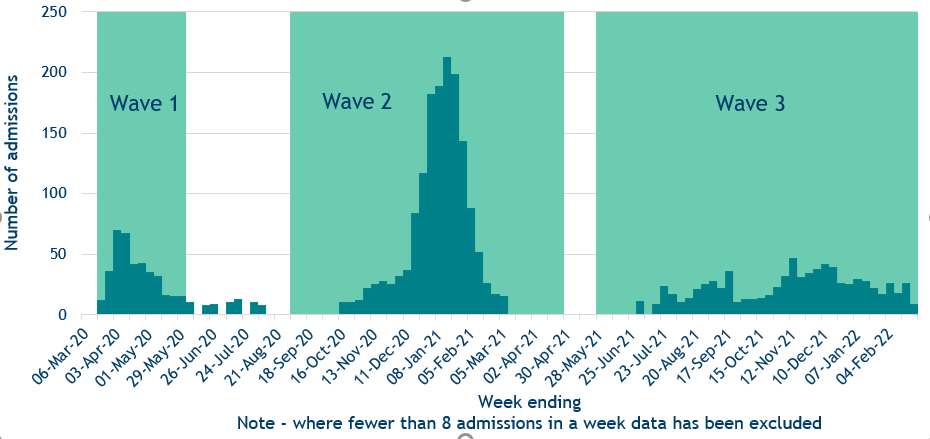 250
200
150
100
50
0
Number of admissions
Wave 1
Wave 2
Wave 3
06-Mar-20
03-Apr-20
01-May-20
29-May-20
26-Jun-20
24-Jul-20
21-Aug-20
18-Sep-20
16-Oct-20
13-Nov-20
11-Dec-20
08-Jan-21
05-Feb-21
05-Mar-21
02-Apr-21
30-Apr-21
28-May-21
25-Jun-21
23-Jul-21
20-Aug-21
17-Sep-21
15-Oct-21
12-Nov-21
10-Dec-21
07-Jan-22
04-Feb-22
Week ending
Note - where fewer than 8 admissions in a week data has been excluded